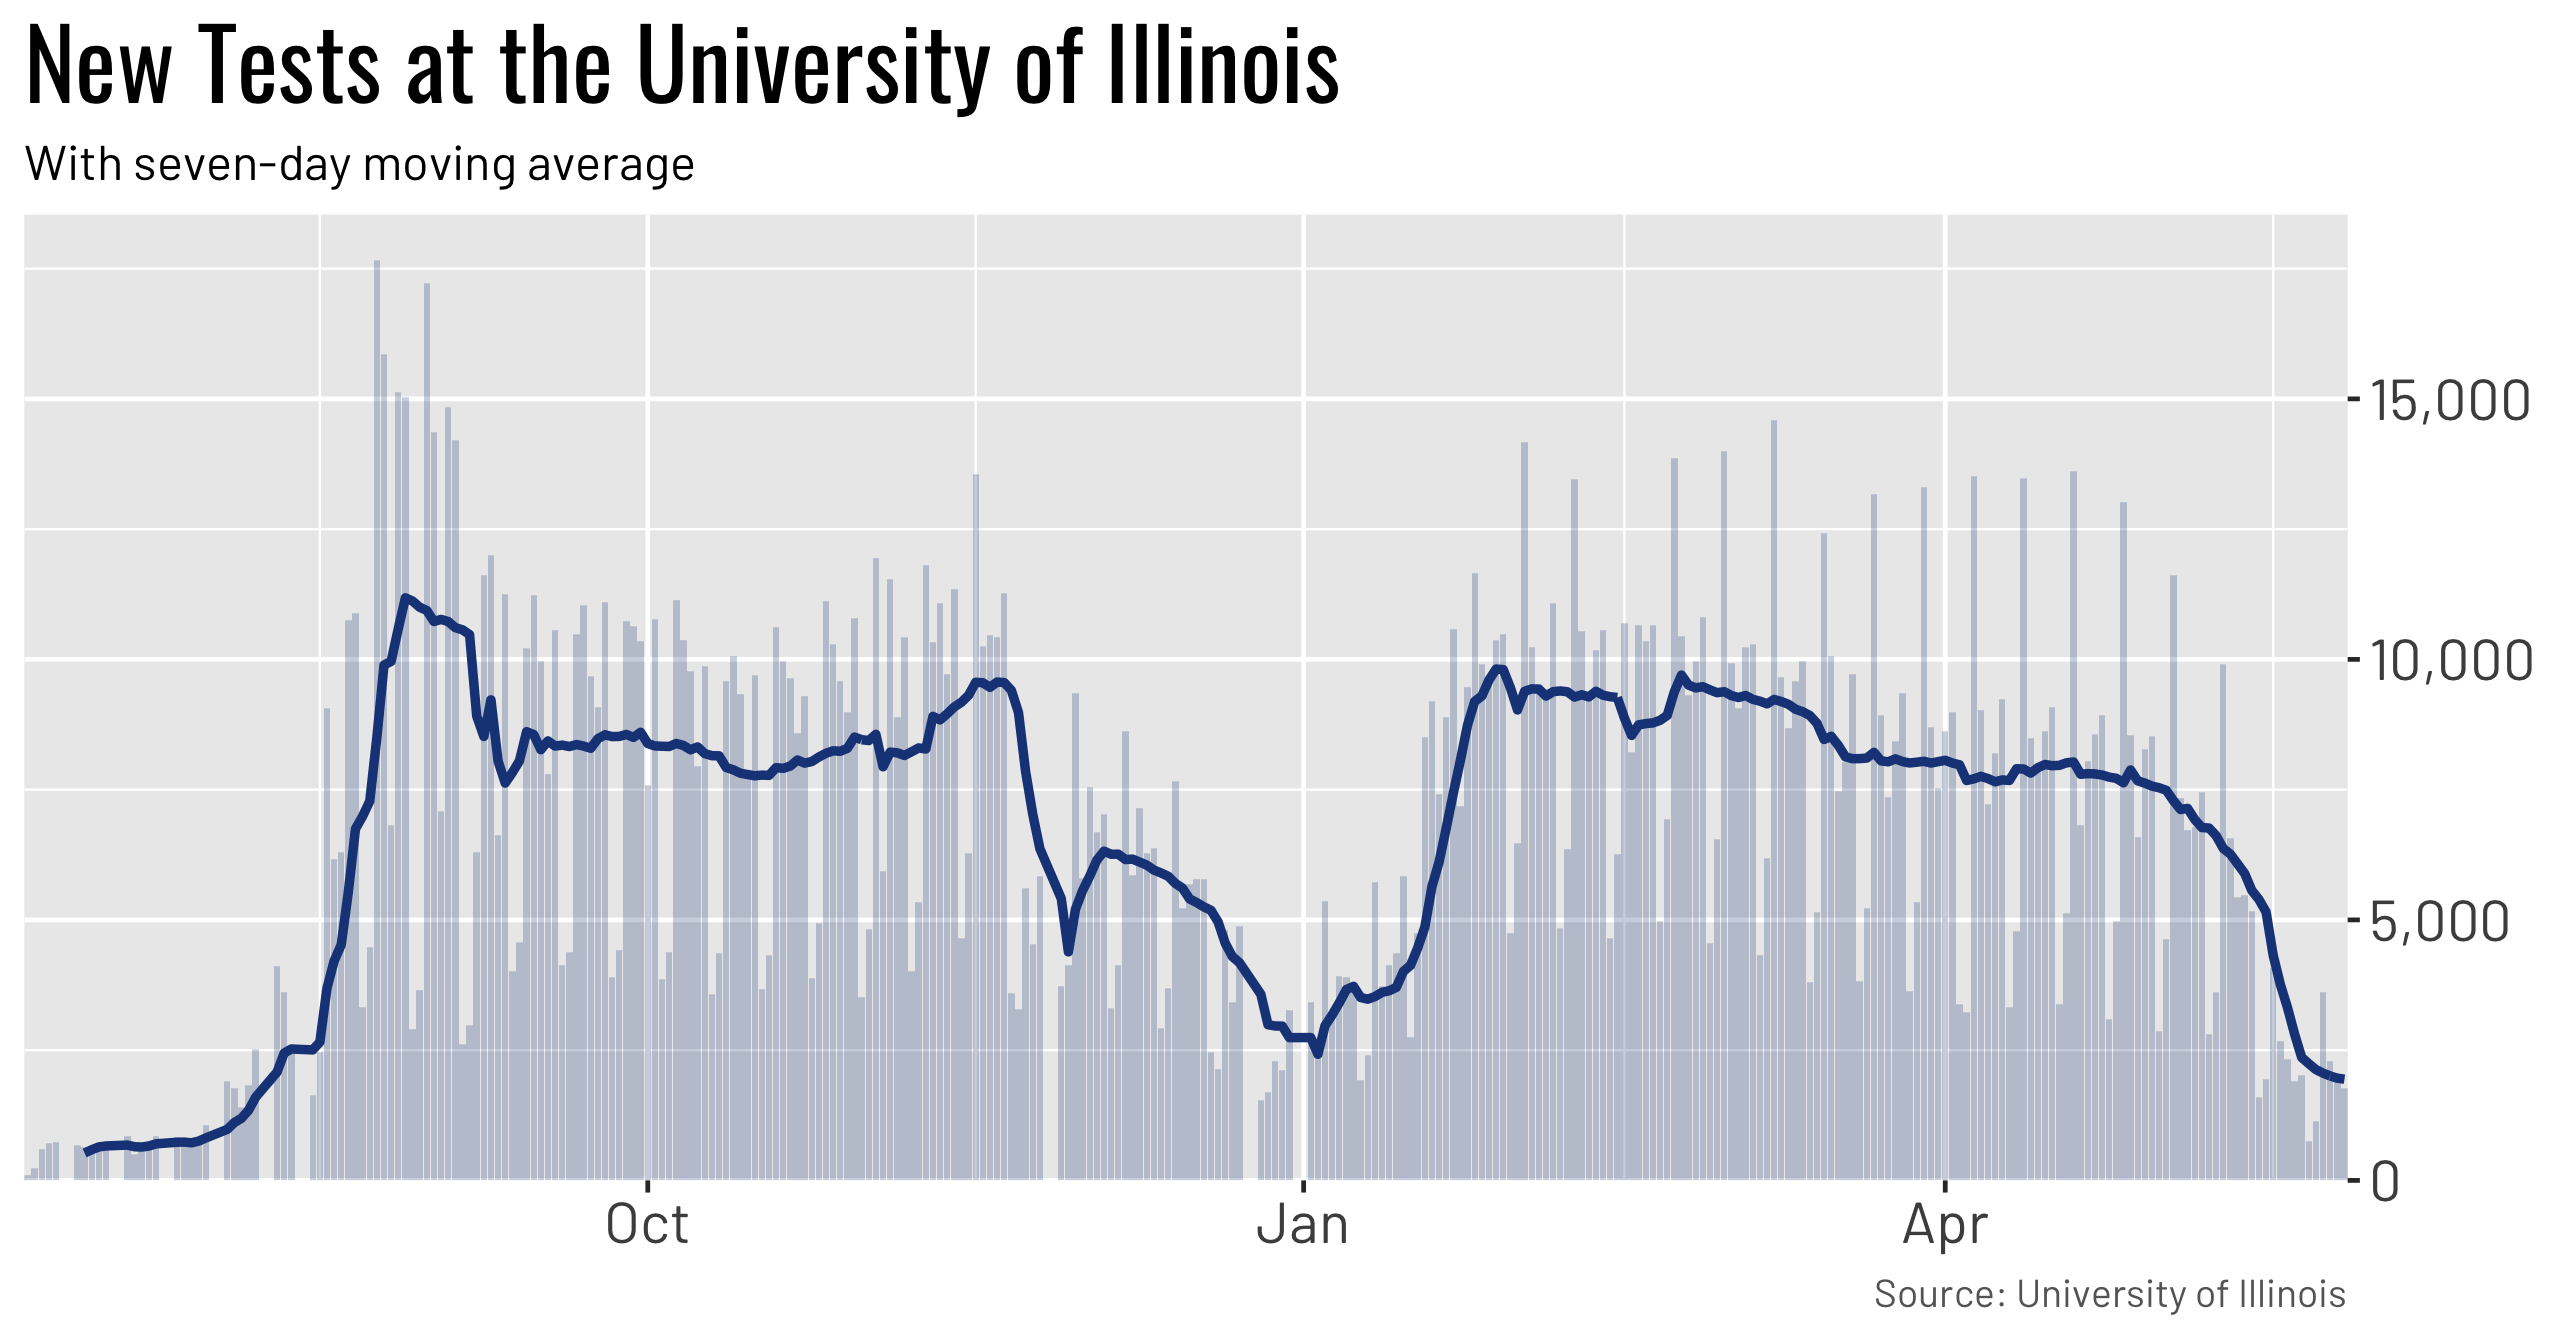 New Tests at the University of Illinois
With seven-day moving average
15,000
10,000
5,000
0
Oct Jan Apr
Source: University of Illinois